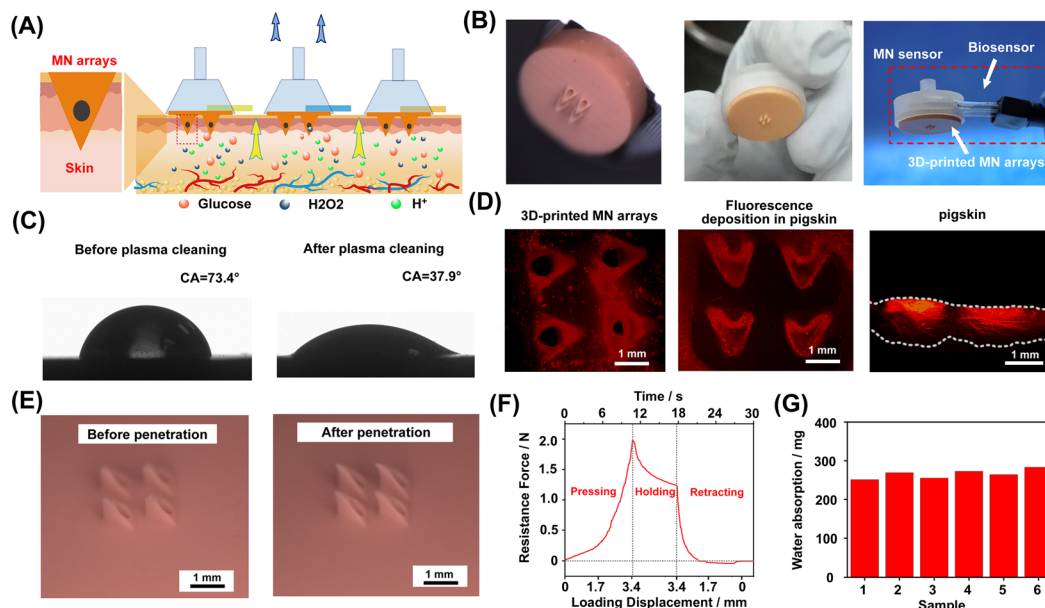 (A)
MN arrays
Skin
Glucose
H2O2
H+
(B)
MN sensor
Biosensor
3D-printed MN arrays
(C)
Before plasma cleaning
CA=73.4°
After plasma cleaning
CA=37.9°
(D)
3D-printed MN arrays
1 mm
Fluorescence
deposition in pigskin
1 mm
pigskin
1 mm
(E)
Before penetration
1 mm
After penetration
1 mm
(F)
Time / s
0 6 12 18 24 30
Resistance Force / N
2.0
1.5
1.0
0.5
0
Pressing
Holding
Retracting
0 1.7 3.4 3.4 1.7 0
Loading Displacement / mm
(G)
Water absorption / mg
400
300
200
100
0
1 2 3 4 5 6
Sample